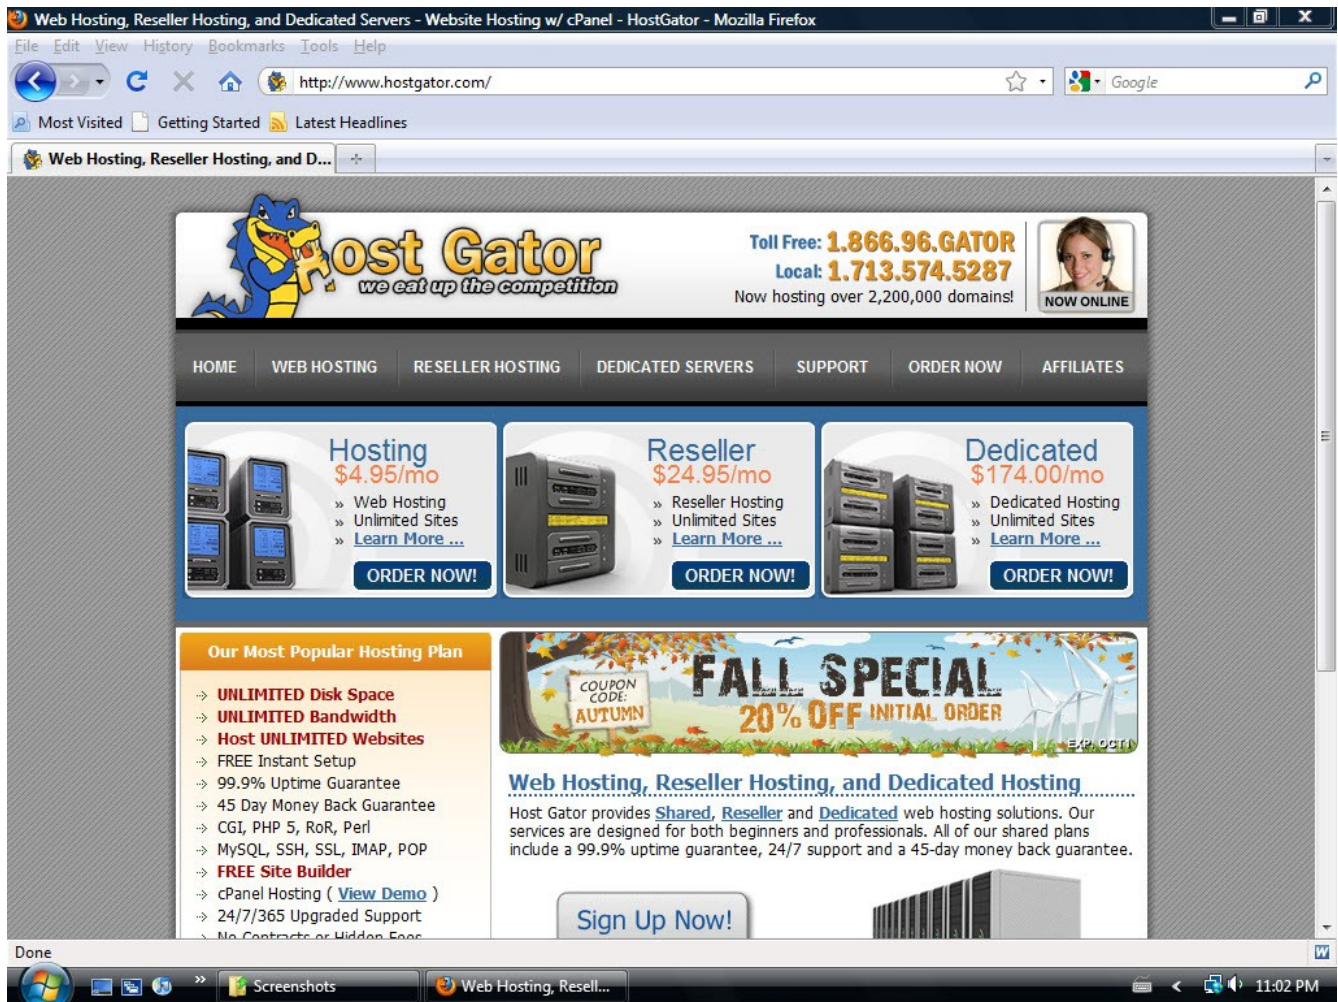 Web Hosting, Reseller Hosting, and Dedicated Servers - Website Hosting w/ cPanel - HostGator - Mozilla Firefox
File Edit View History Bookmarks Tools Help
http://www.hostgator.com/
Google
Most Visited Getting Started Latest Headlines
Web Hosting, Reseller Hosting, and D...
Host Gator
we eat up the competition
Toll Free: 1.866.96.GATOR
Local: 1.713.574.5287
Now hosting over 2,200,000 domains!
NOW ONLINE
HOME WEB HOSTING RESELLER HOSTING DEDICATED SERVERS SUPPORT ORDER NOW AFFILIATES
Hosting
$4.95/mo
» Web Hosting
» Unlimited Sites
» Learn More ...
ORDER NOW!
Reseller
$24.95/mo
» Reseller Hosting
» Unlimited Sites
» Learn More ...
ORDER NOW!
Dedicated
$174.00/mo
» Dedicated Hosting
» Unlimited Sites
» Learn More ...
ORDER NOW!
Our Most Popular Hosting Plan
UNLIMITED Disk Space
UNLIMITED Bandwidth
Host UNLIMITED Websites
FREE Instant Setup
99.9% Uptime Guarantee
45 Day Money Back Guarantee
CGI, PHP 5, RoR, Perl
MySQL, SSH, SSL, IMAP, POP
FREE Site Builder
cPanel Hosting ( View Demo )
24/7/365 Upgraded Support
No Contracts or Hidden Fees
COUPON
CODE:
AUTUMN
FALL SPECIAL
20% OFF INITIAL ORDER
EXP. OCT 1
Web Hosting, Reseller Hosting, and Dedicated Hosting
Host Gator provides Shared, Reseller and Dedicated web hosting solutions. Our
services are designed for both beginners and professionals. All of our shared plans
include a 99.9% uptime guarantee, 24/7 support and a 45-day money back guarantee.
Sign Up Now!
Done
Screenshots
Web Hosting, Resell...
11:02 PM